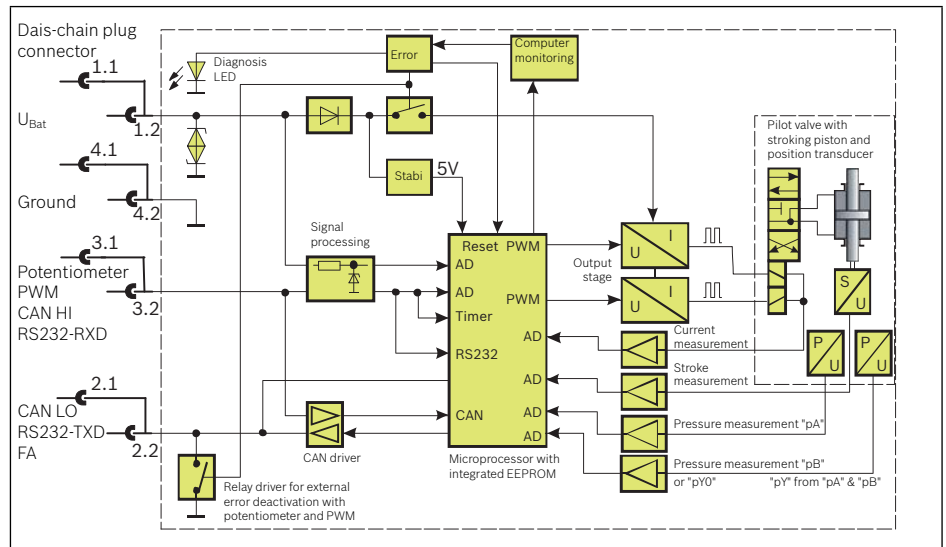 Dais-chain plug
connector
1.1
U_Bat
1.2
4.1
Ground
4.2
3.1
Potentiometer
PWM
3.2
CAN HI
RS232-RXD
2.1
CAN LO
RS232-TXD
2.2
FA
Diagnosis
LED
Error
Computer
monitoring
Stabi
5V
Signal
processing
Reset
PWM
AD
AD
PWM
Timer
AD
RS232
AD
CAN
AD
AD
Microprocessor with
integrated EEPROM
CAN driver
Relay driver for external
error deactivation with
potentiometer and PWM
Output
stage
U
I
U
I
Pilot valve with
stroking piston and
position transducer
S
U
P
U
P
U
Current
measurement
Stroke
measurement
Pressure measurement "pA"
Pressure measurement "pB"
or "pY0"
"pY" from "pA" & "pB"